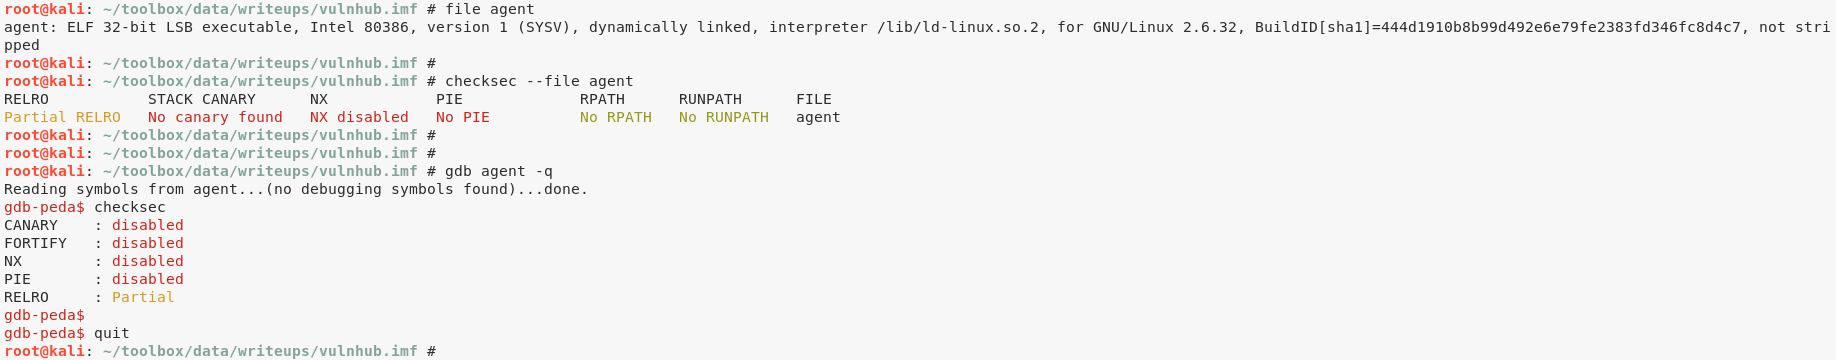 root@kali: ~/toolbox/data/writeups/vulnhub.imf # file agent
agent: ELF 32-bit LSB executable, Intel 80386, version 1 (SYSV), dynamically linked, interpreter /lib/ld-linux.so.2, for GNU/Linux 2.6.32, BuildID[sha1]=444d1910b8b99d492e6e79fe2383fd346fc8d4c7, not stri
pped
root@kali: ~/toolbox/data/writeups/vulnhub.imf #
root@kali: ~/toolbox/data/writeups/vulnhub.imf # checksec --file agent
RELRO           STACK CANARY      NX            PIE             RPATH      RUNPATH      FILE
Partial RELRO   No canary found   NX disabled   No PIE          No RPATH   No RUNPATH   agent
root@kali: ~/toolbox/data/writeups/vulnhub.imf #
root@kali: ~/toolbox/data/writeups/vulnhub.imf #
root@kali: ~/toolbox/data/writeups/vulnhub.imf # gdb agent -q
Reading symbols from agent...(no debugging symbols found)...done.
gdb-peda$ checksec
CANARY    : disabled
FORTIFY   : disabled
NX        : disabled
PIE       : disabled
RELRO     : Partial
gdb-peda$
gdb-peda$ quit
root@kali: ~/toolbox/data/writeups/vulnhub.imf #